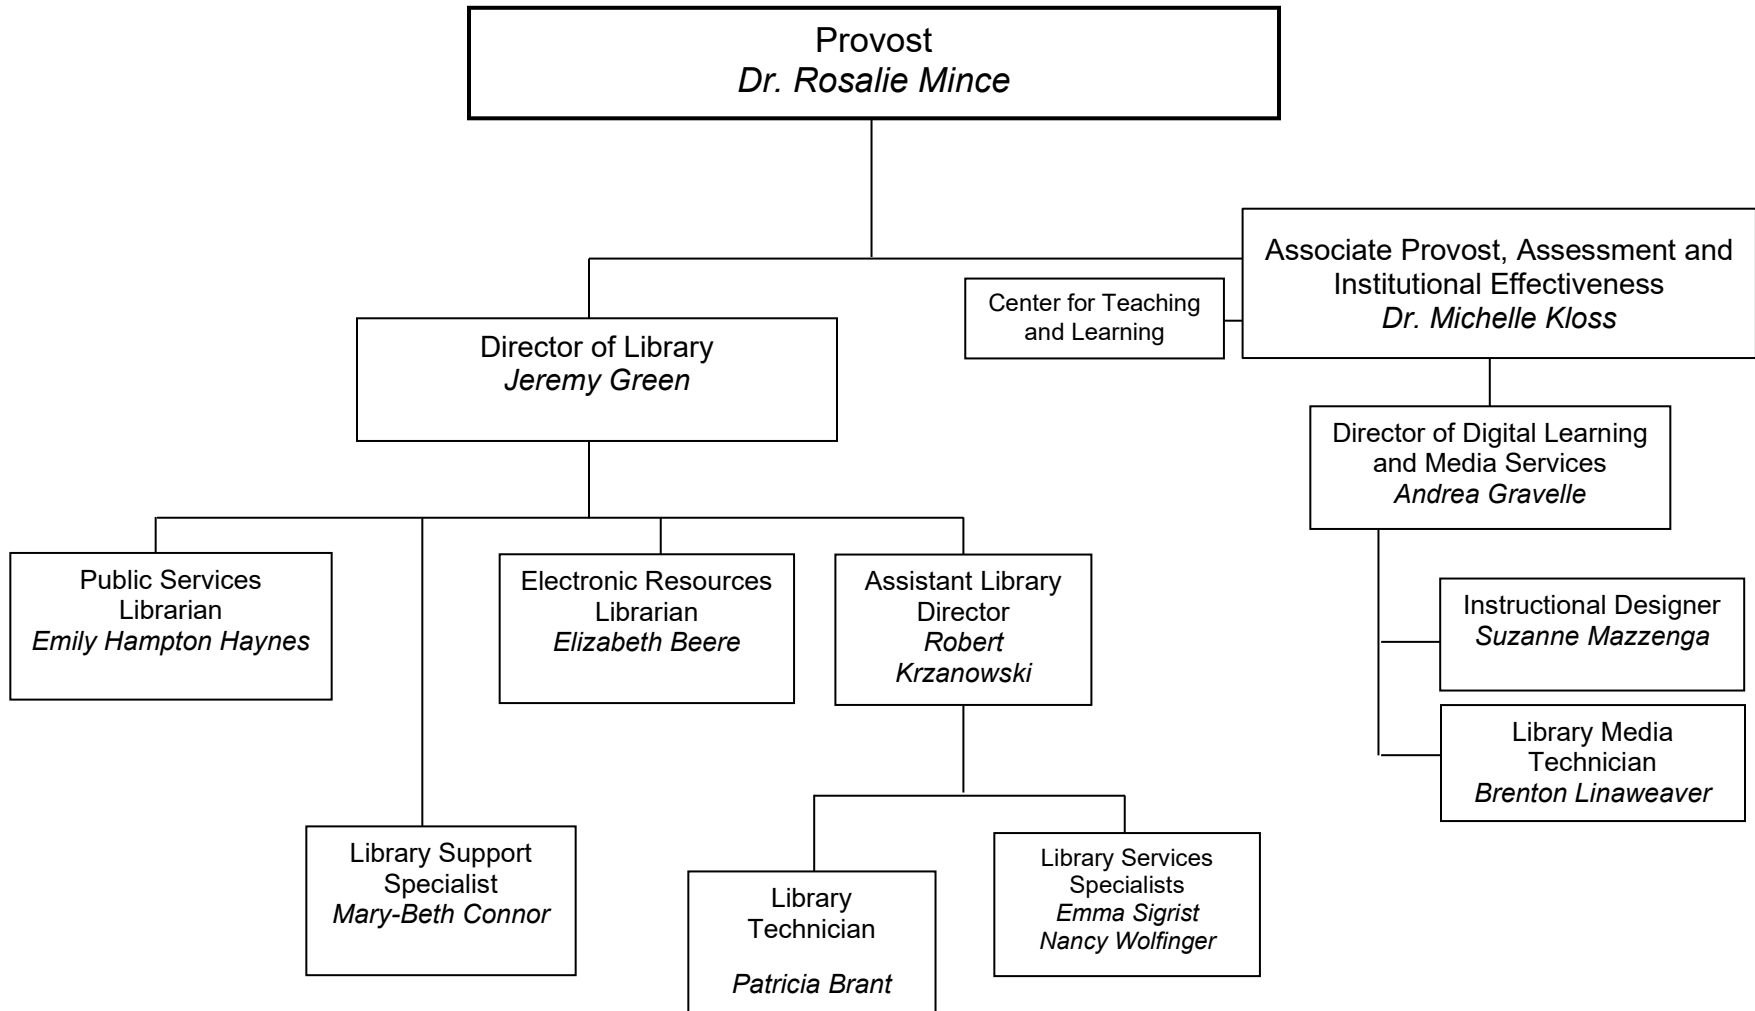 Provost
Dr. Rosalie Mince
Associate Provost, Assessment and
Institutional Effectiveness
Dr. Michelle Kloss
Center for Teaching
and Learning
Director of Library
Jeremy Green
Director of Digital Learning
and Media Services
Andrea Gravelle
Public Services
Librarian
Emily Hampton Haynes
Electronic Resources
Librarian
Elizabeth Beere
Assistant Library
Director
Robert
Krzanowski
Instructional Designer
Suzanne Mazzenga
Library Media
Technician
Brenton Linaweaver
Library Support
Specialist
Mary-Beth Connor
Library
Technician
Patricia Brant
Library Services
Specialists
Emma Sigrist
Nancy Wolfinger